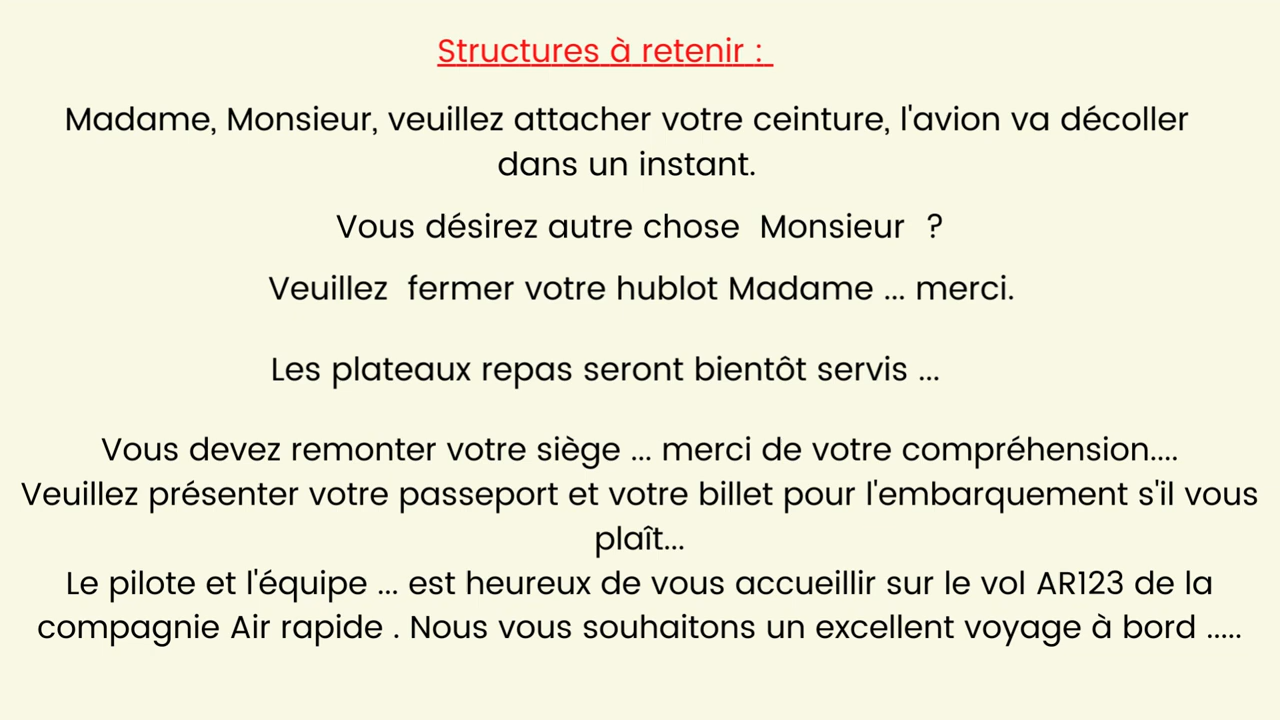 Structures à retenir :
Madame, Monsieur, veuillez attacher votre ceinture, l'avion va décoller
dans un instant.
Vous désirez autre chose  Monsieur  ?
Veuillez  fermer votre hublot Madame ... merci.
Les plateaux repas seront bientôt servis ...
Vous devez remonter votre siège ... merci de votre compréhension....
Veuillez présenter votre passeport et votre billet pour l'embarquement s'il vous
plaît...
Le pilote et l'équipe ... est heureux de vous accueillir sur le vol AR123 de la
compagnie Air rapide . Nous vous souhaitons un excellent voyage à bord .....